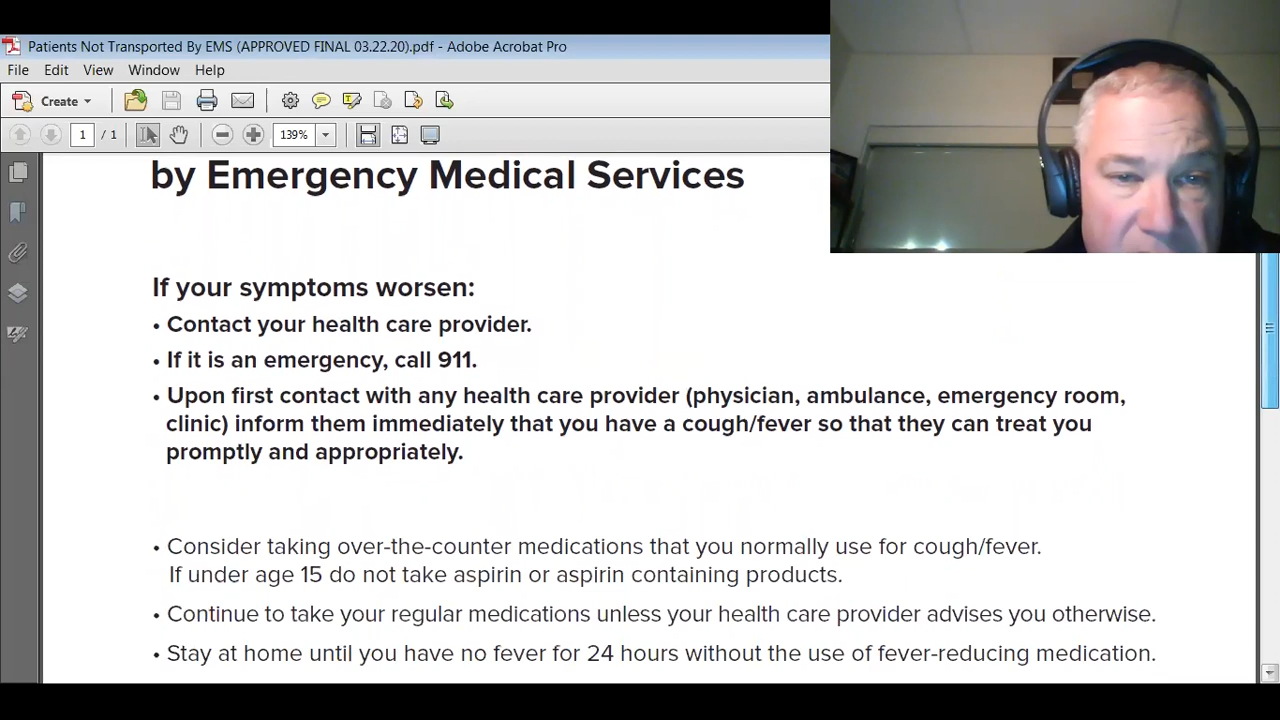 Patients Not Transported By EMS (APPROVED FINAL 03.22.20).pdf - Adobe Acrobat Pro
File Edit View Window Help
Create
1 / 1 139%
by Emergency Medical Services
If your symptoms worsen:
• Contact your health care provider.
• If it is an emergency, call 911.
• Upon first contact with any health care provider (physician, ambulance, emergency room,
clinic) inform them immediately that you have a cough/fever so that they can treat you
promptly and appropriately.
• Consider taking over-the-counter medications that you normally use for cough/fever.
If under age 15 do not take aspirin or aspirin containing products.
• Continue to take your regular medications unless your health care provider advises you otherwise.
• Stay at home until you have no fever for 24 hours without the use of fever-reducing medication.